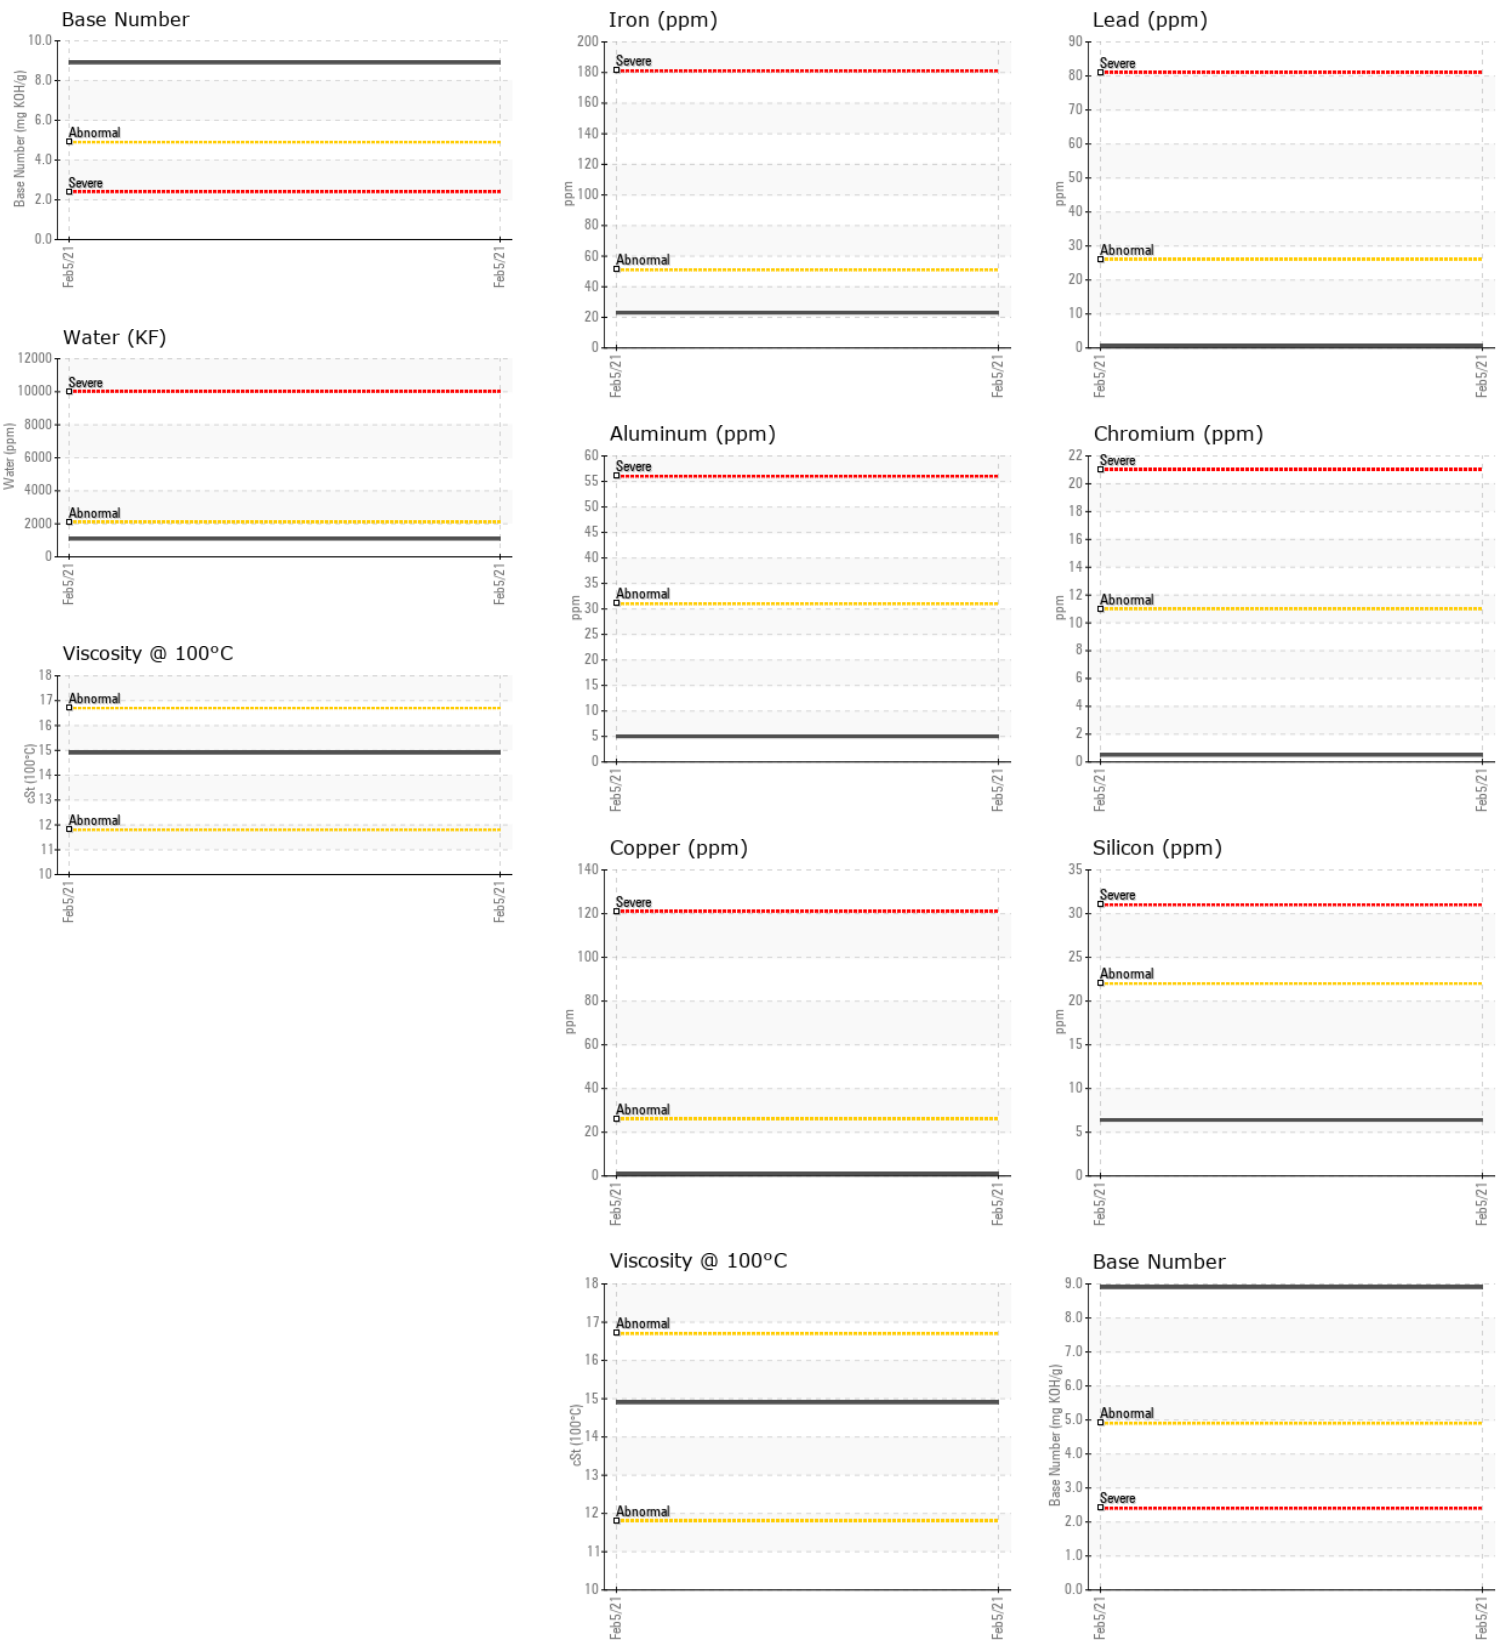 Base Number
Base Number (mg KOH/g)
10.0
8.0
6.0
4.0
2.0
0.0
Abnormal
Severe
Feb5/21
Feb5/21
Water (KF)
Water (ppm)
12000
10000
8000
6000
4000
2000
0
Severe
Abnormal
Feb5/21
Feb5/21
Viscosity @ 100°C
cSt (100°C)
18
17
16
15
14
13
12
11
10
Abnormal
Abnormal
Feb5/21
Feb5/21
Iron (ppm)
ppm
200
180
160
140
120
100
80
60
40
20
0
Severe
Abnormal
Feb5/21
Feb5/21
Lead (ppm)
ppm
90
80
70
60
50
40
30
20
10
0
Severe
Abnormal
Feb5/21
Feb5/21
Aluminum (ppm)
ppm
60
55
50
45
40
35
30
25
20
15
10
5
0
Severe
Abnormal
Feb5/21
Feb5/21
Chromium (ppm)
ppm
22
20
18
16
14
12
10
8
6
4
2
0
Severe
Abnormal
Feb5/21
Feb5/21
Copper (ppm)
ppm
140
120
100
80
60
40
20
0
Severe
Abnormal
Feb5/21
Feb5/21
Silicon (ppm)
ppm
35
30
25
20
15
10
5
0
Severe
Abnormal
Feb5/21
Feb5/21
Viscosity @ 100°C
cSt (100°C)
18
17
16
15
14
13
12
11
10
Abnormal
Abnormal
Feb5/21
Feb5/21
Base Number
Base Number (mg KOH/g)
9.0
8.0
7.0
6.0
5.0
4.0
3.0
2.0
1.0
0.0
Abnormal
Severe
Feb5/21
Feb5/21